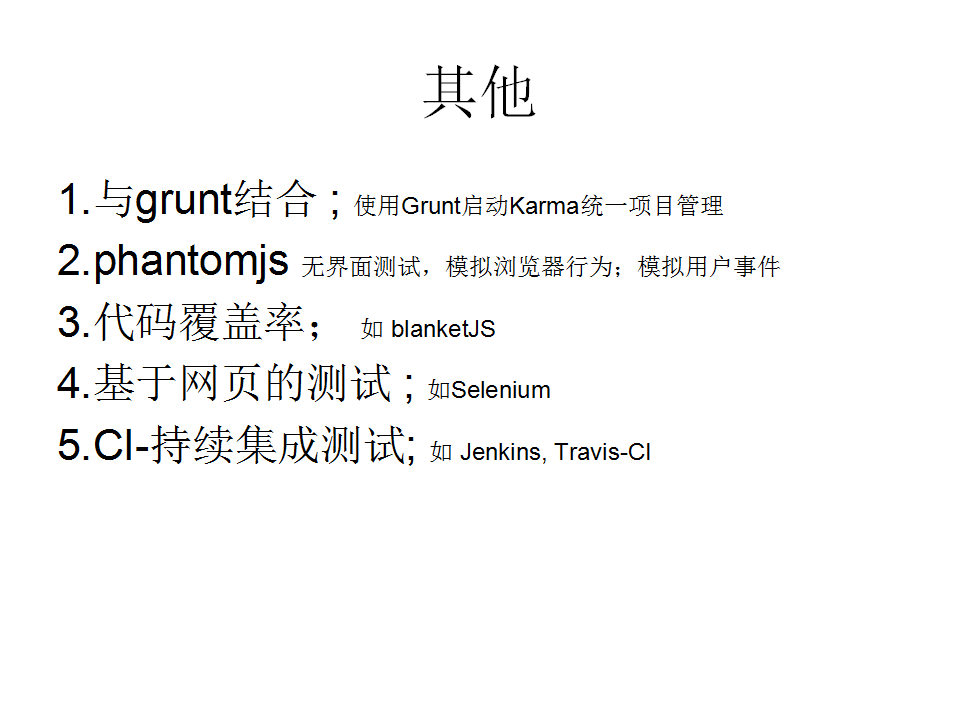 其他
1.与grunt结合 ; 使用Grunt启动Karma统一项目管理
2.phantomjs 无界面测试，模拟浏览器行为；模拟用户事件
3.代码覆盖率； 如 blanketJS
4.基于网页的测试 ; 如Selenium
5.CI-持续集成测试; 如 Jenkins, Travis-CI